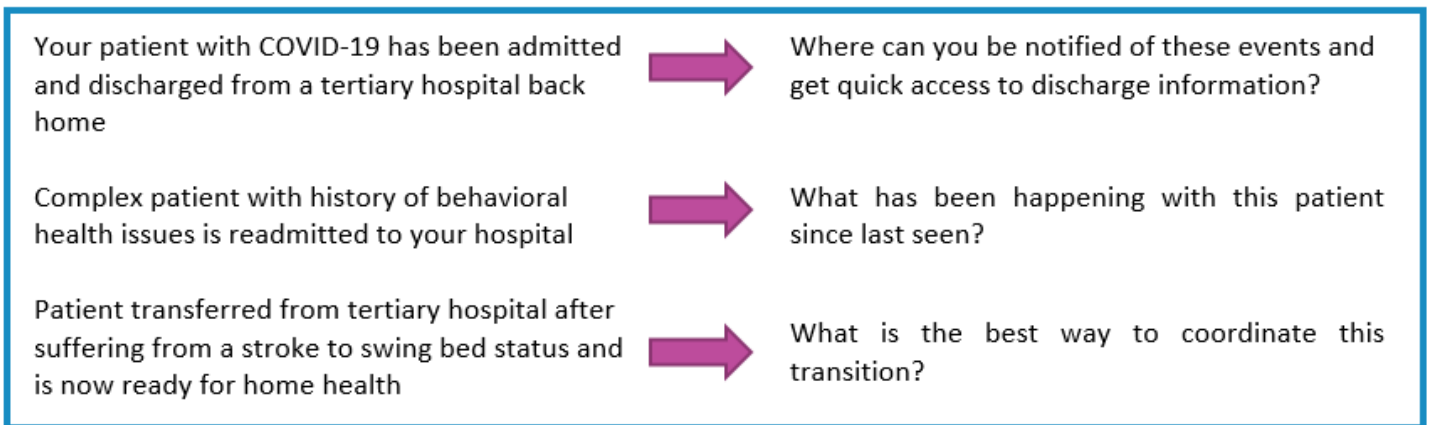 Your patient with COVID-19 has been admitted
and discharged from a tertiary hospital back
home
Where can you be notified of these events and
get quick access to discharge information?
Complex patient with history of behavioral
health issues is readmitted to your hospital
What has been happening with this patient
since last seen?
Patient transferred from tertiary hospital after
suffering from a stroke to swing bed status and
is now ready for home health
What is the best way to coordinate this
transition?